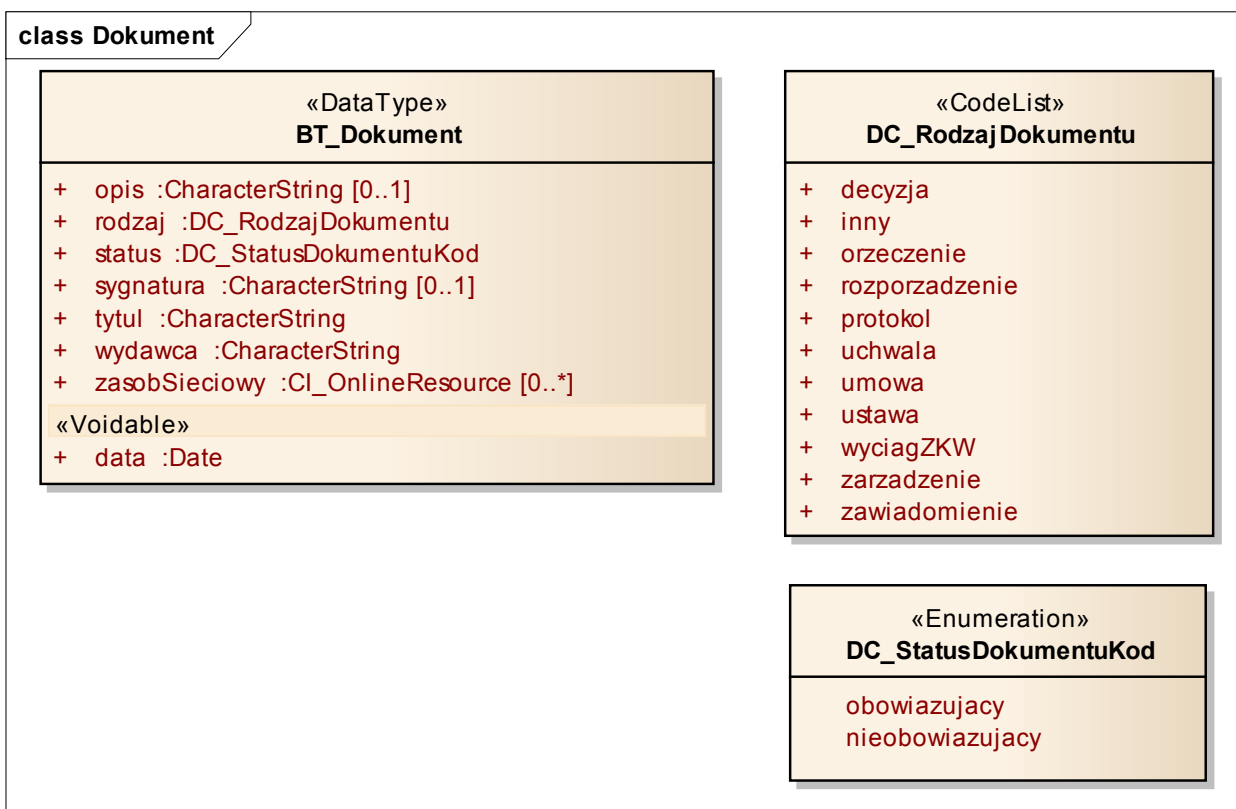 class Dokument
«DataType»
BT_Dokument
+ opis :CharacterString [0..1]
+ rodzaj :DC_RodzajDokumentu
+ status :DC_StatusDokumentuKod
+ sygnatura :CharacterString [0..1]
+ tytul :CharacterString
+ wydawca :CharacterString
+ zasobSieciowy :CI_OnlineResource [0..*]
«Voidable»
+ data :Date
«CodeList»
DC_RodzajDokumentu
+ decyzja
+ inny
+ orzeczenie
+ rozporzadzenie
+ protokol
+ uchwala
+ umowa
+ ustawa
+ wyciagZKW
+ zarzadzenie
+ zawiadomienie
«Enumeration»
DC_StatusDokumentuKod
obowiazujacy
nieobowiazujacy